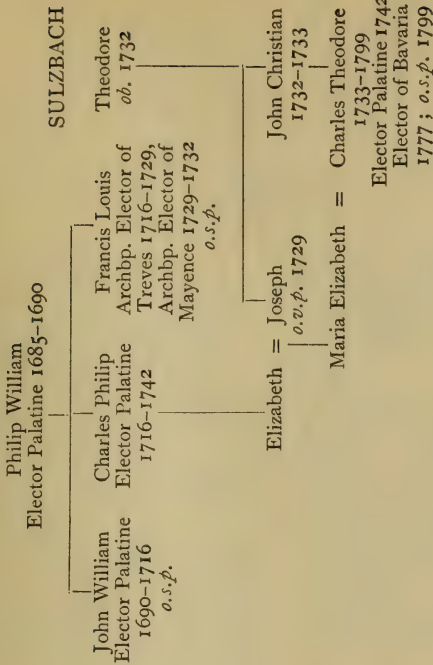 Philip William
Elector Palatine 1685–1690
SULZBACH
John William
Elector Palatine
1690–1716
o.s.p.
Charles Philip
Elector Palatine
1716–1742
Francis Louis
Archbp. Elector of
Treves 1716–1729,
Archbp. Elector of
Mayence 1729–1732
o.s.p.
Theodore
ob. 1732
Elizabeth = Joseph
o.v.p. 1729
John Christian
1732–1733
Maria Elizabeth = Charles Theodore
1733–1799
Elector Palatine 1742
Elector of Bavaria
1777 ; o.s.p. 1799